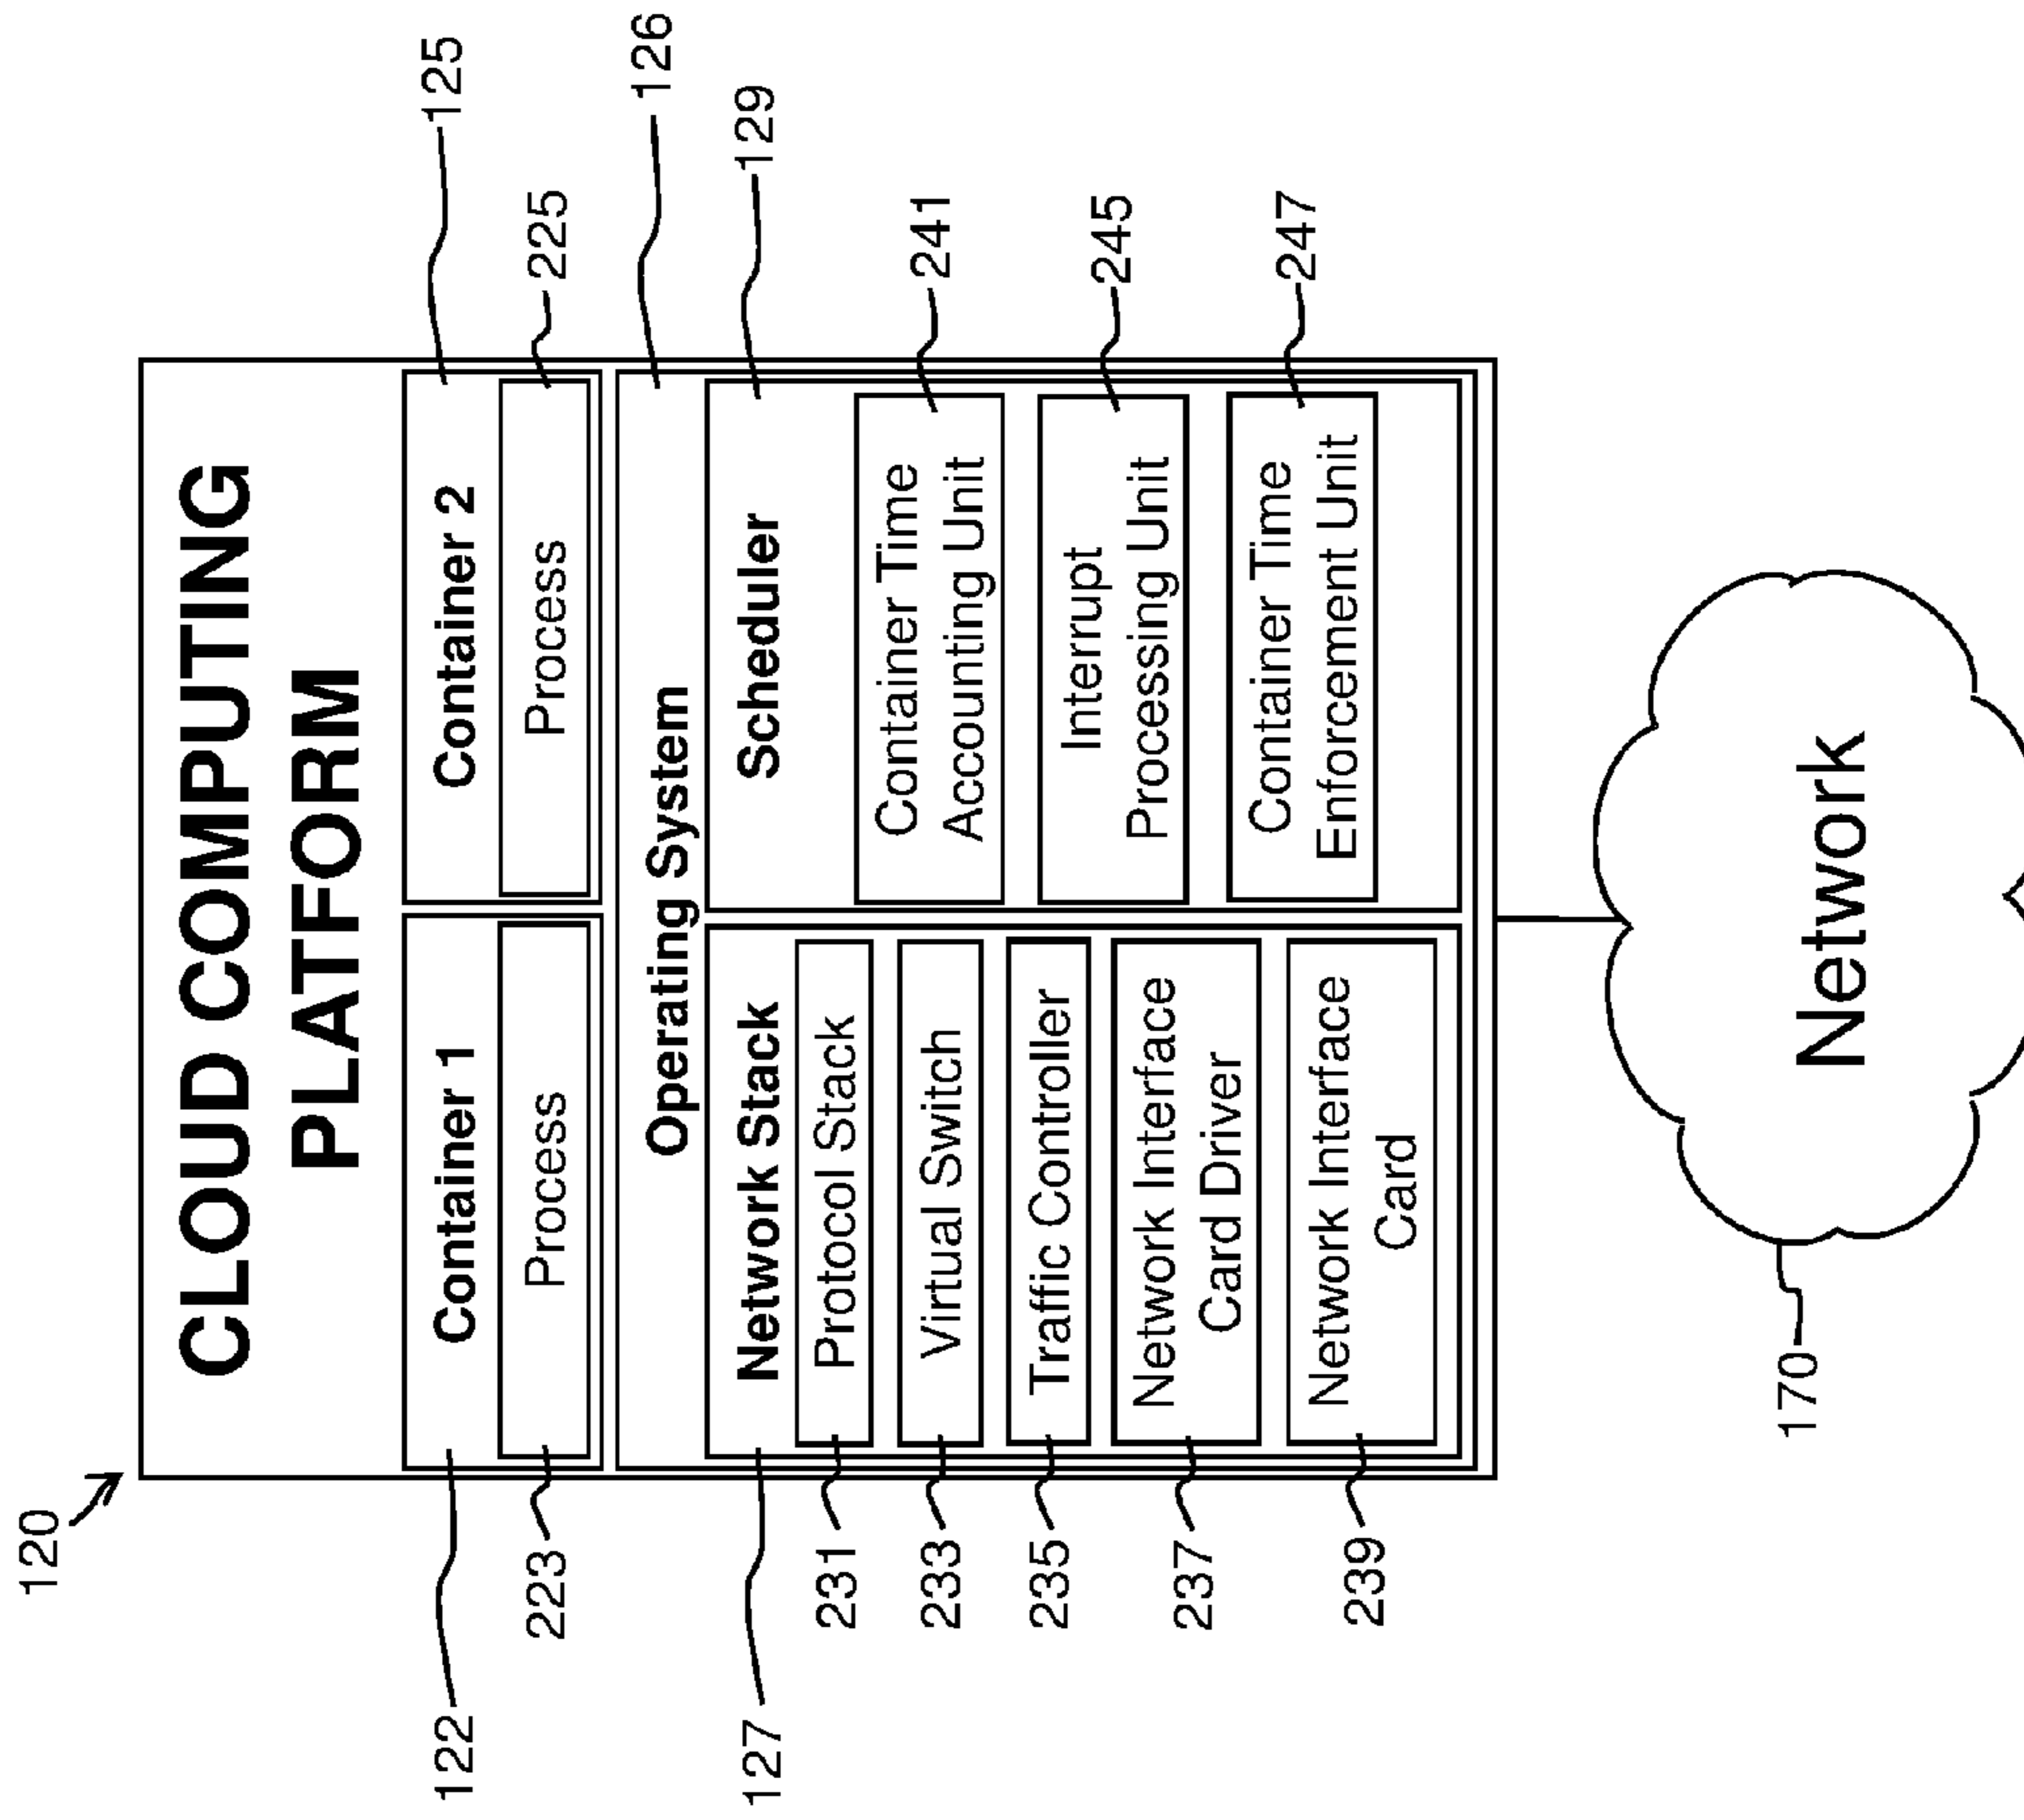 120
CLOUD COMPUTING
PLATFORM
122
Container 1
223
Process
Container 2
125
Process
225
Operating System
126
127
Network Stack
231
Protocol Stack
233
Virtual Switch
235
Traffic Controller
237
Network Interface
Card Driver
239
Network Interface
Card
Scheduler
129
Container Time
Accounting Unit
241
Interrupt
Processing Unit
245
Container Time
Enforcement Unit
247
170
Network